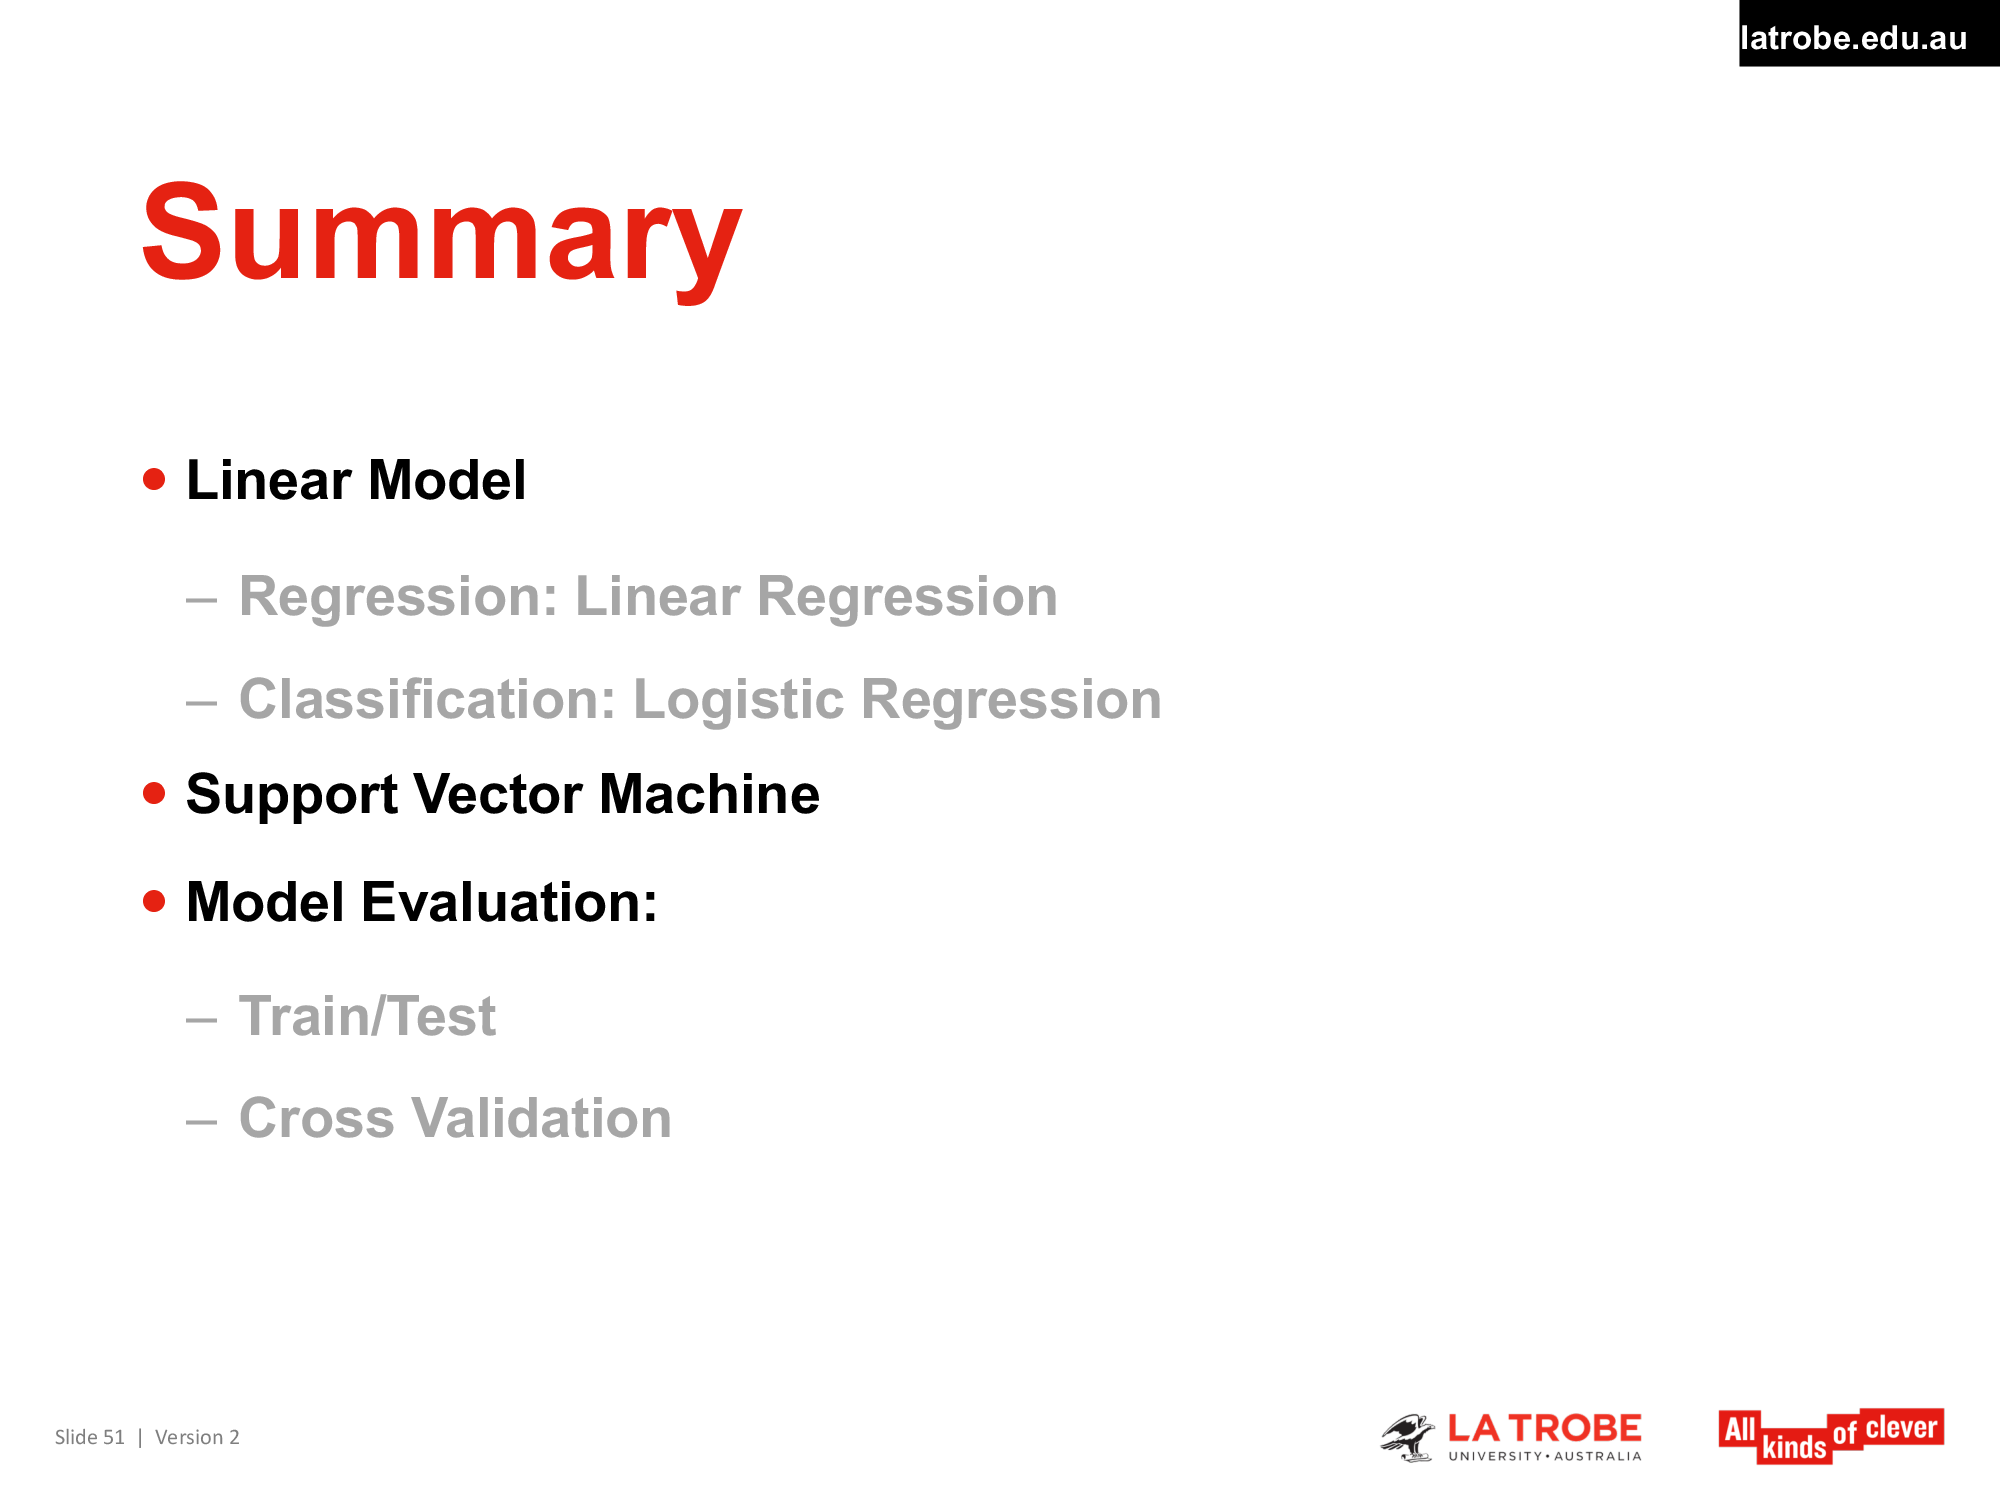 latrobe.edu.au
Summary
• Linear Model
– Regression: Linear Regression
– Classification: Logistic Regression
• Support Vector Machine
• Model Evaluation:
– Train/Test
– Cross Validation
Slide 51 | Version 2
LA TROBE
UNIVERSITY • AUSTRALIA
All kinds of clever